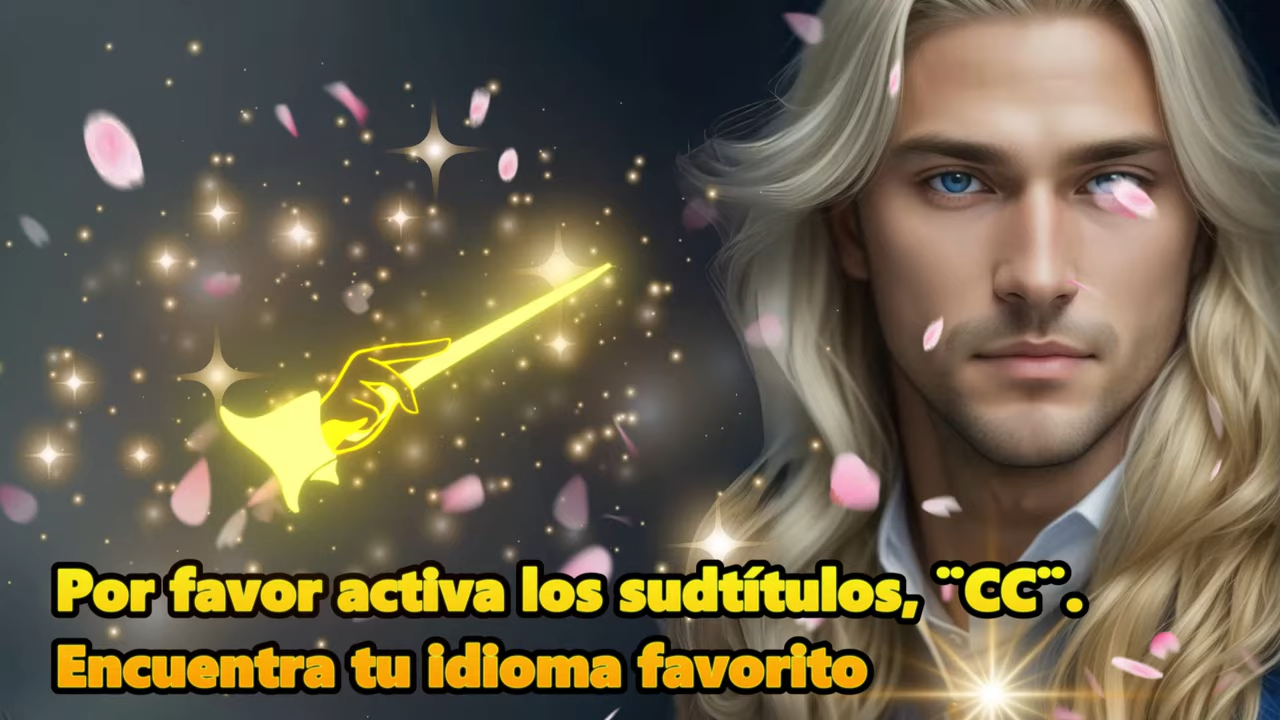 Por favor activa los sudtítulos, ¨CC¨.
Encuentra tu idioma favorito